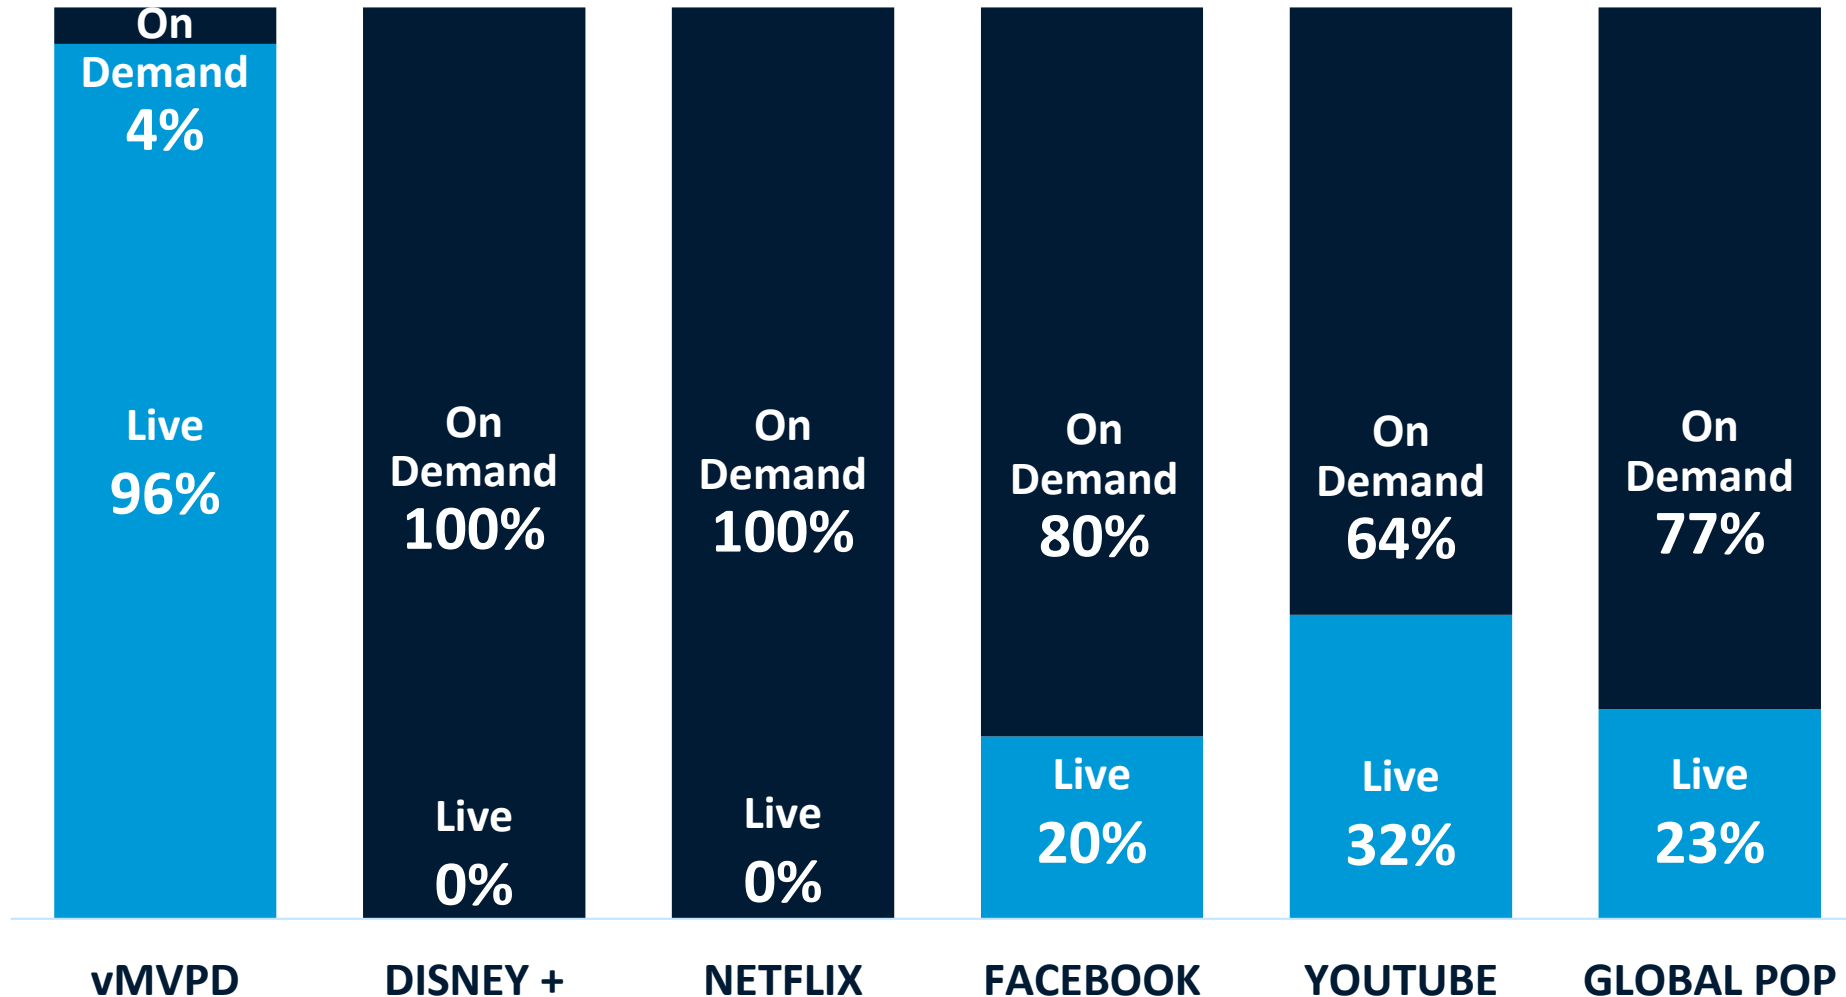 On
Demand
4%
Live
96%
On
Demand
100%
Live
0%
On
Demand
100%
Live
0%
On
Demand
80%
Live
20%
On
Demand
64%
Live
32%
On
Demand
77%
Live
23%
vMVPD
DISNEY +
NETFLIX
FACEBOOK
YOUTUBE
GLOBAL POP